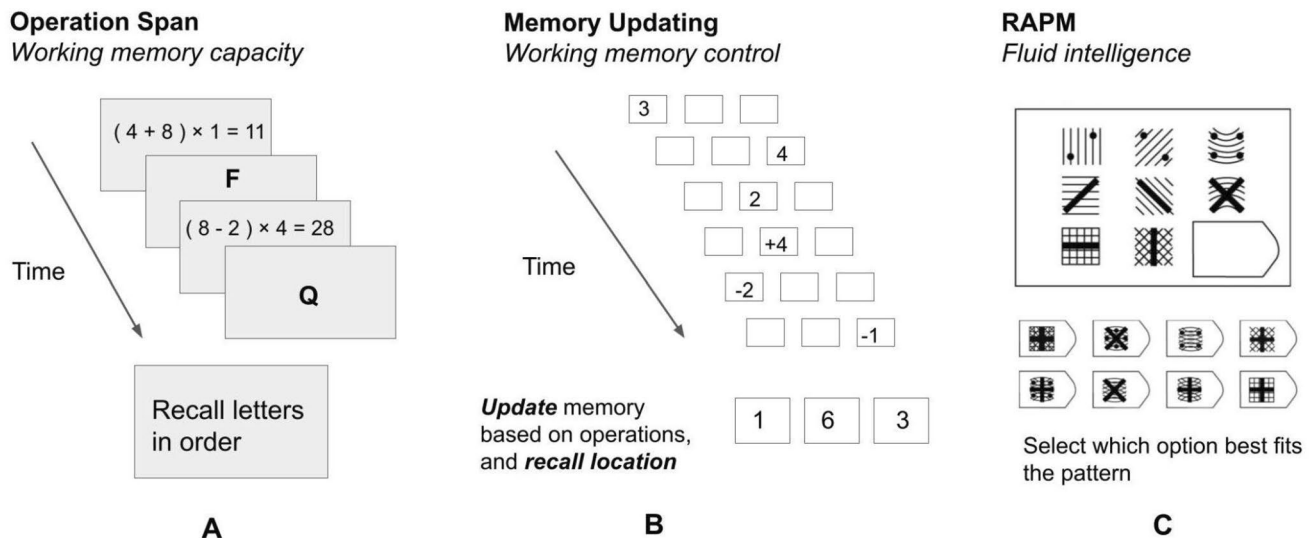 Operation Span
Working memory capacity
( 4 + 8 ) × 1 = 11
F
( 8 - 2 ) × 4 = 28
Q
Time
Recall letters
in order
A
Memory Updating
Working memory control
3
4
2
+4
-2
-1
Time
Update memory
based on operations,
and recall location
1 6 3
B
RAPM
Fluid intelligence
Select which option best fits
the pattern
C